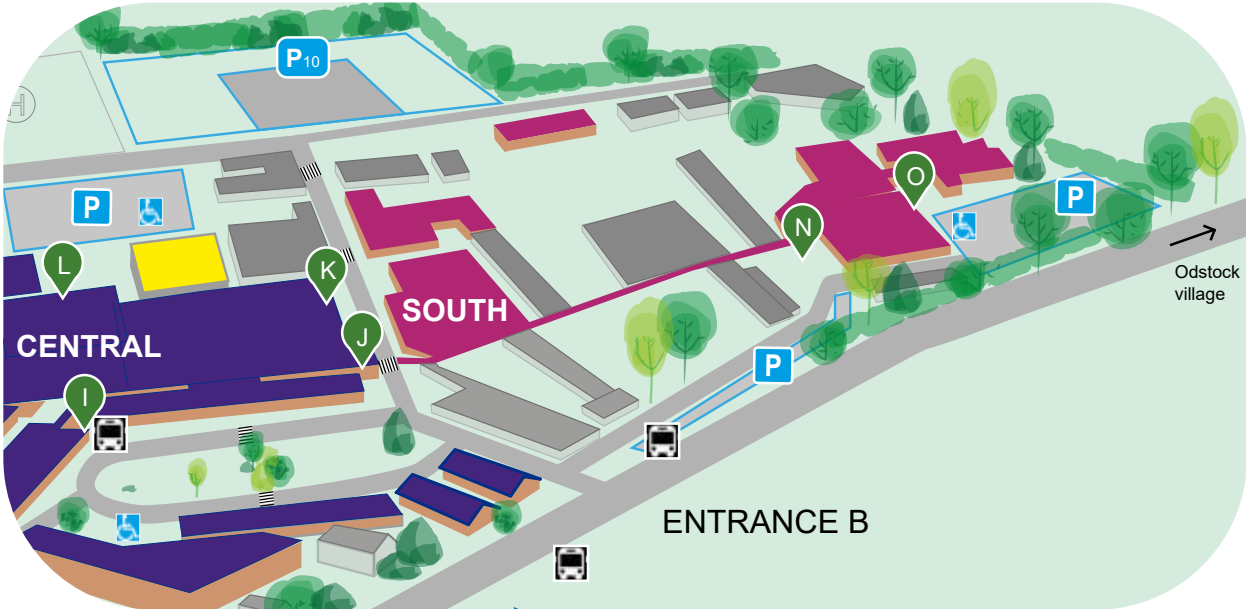 P10
H
P
P
O
N
L
K
Odstock
village
SOUTH
CENTRAL
J
P
I
ENTRANCE B